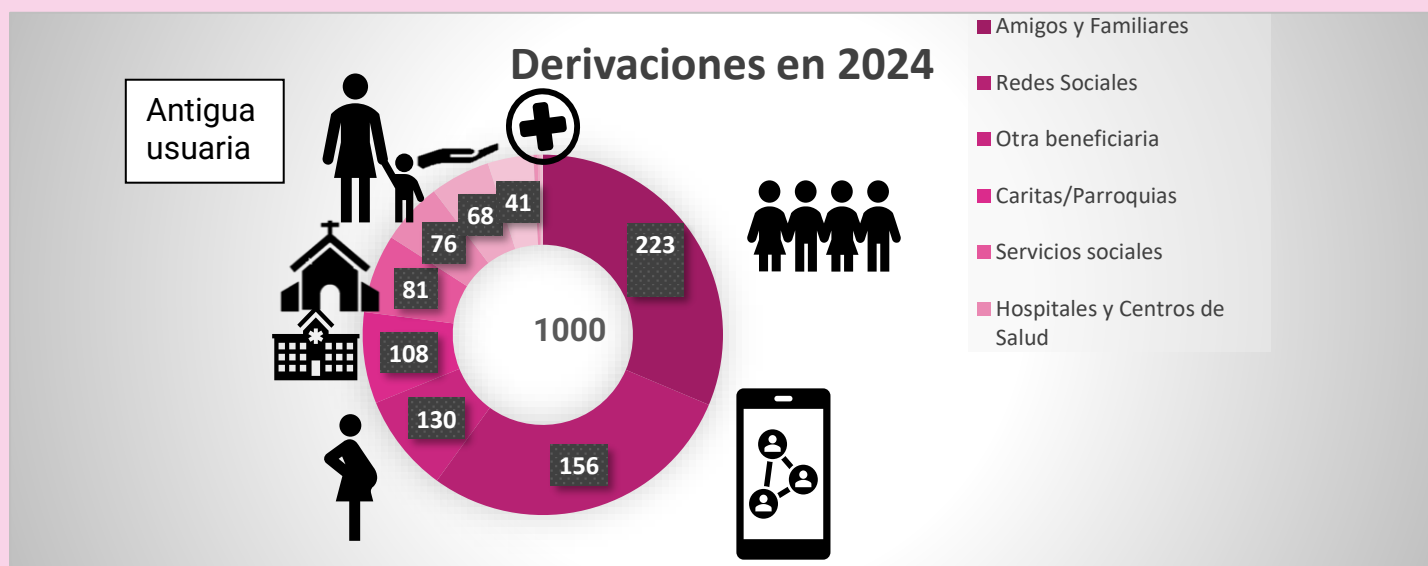 Derivaciones en 2024
Antigua
usuaria
Amigos y Familiares
Redes Sociales
Otra beneficiaria
Caritas/Parroquias
Servicios sociales
Hospitales y Centros de
Salud
223
156
130
108
81
76
68
41
1000